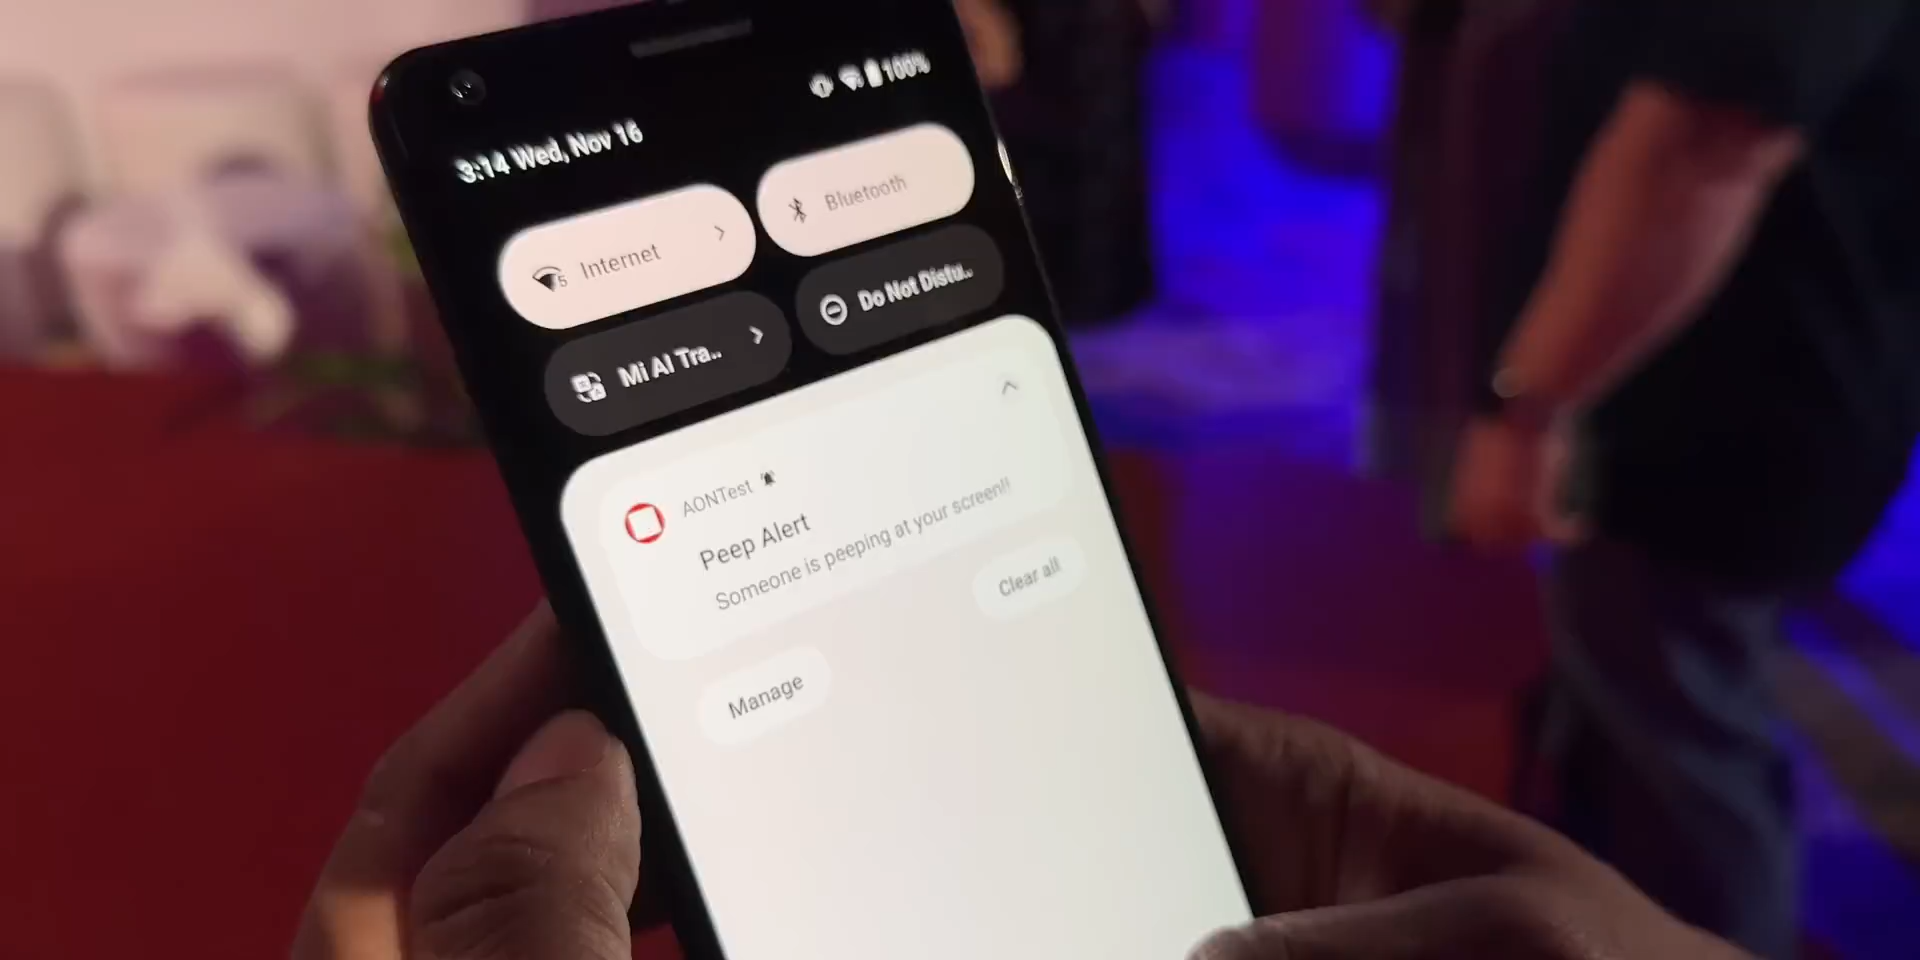 100%
3:14 Wed, Nov 16
5 Internet
Bluetooth
Mi AI Tra..
Do Not Distu..
AONTest
Peep Alert
Someone is peeping at your screen!!
Clear all
Manage